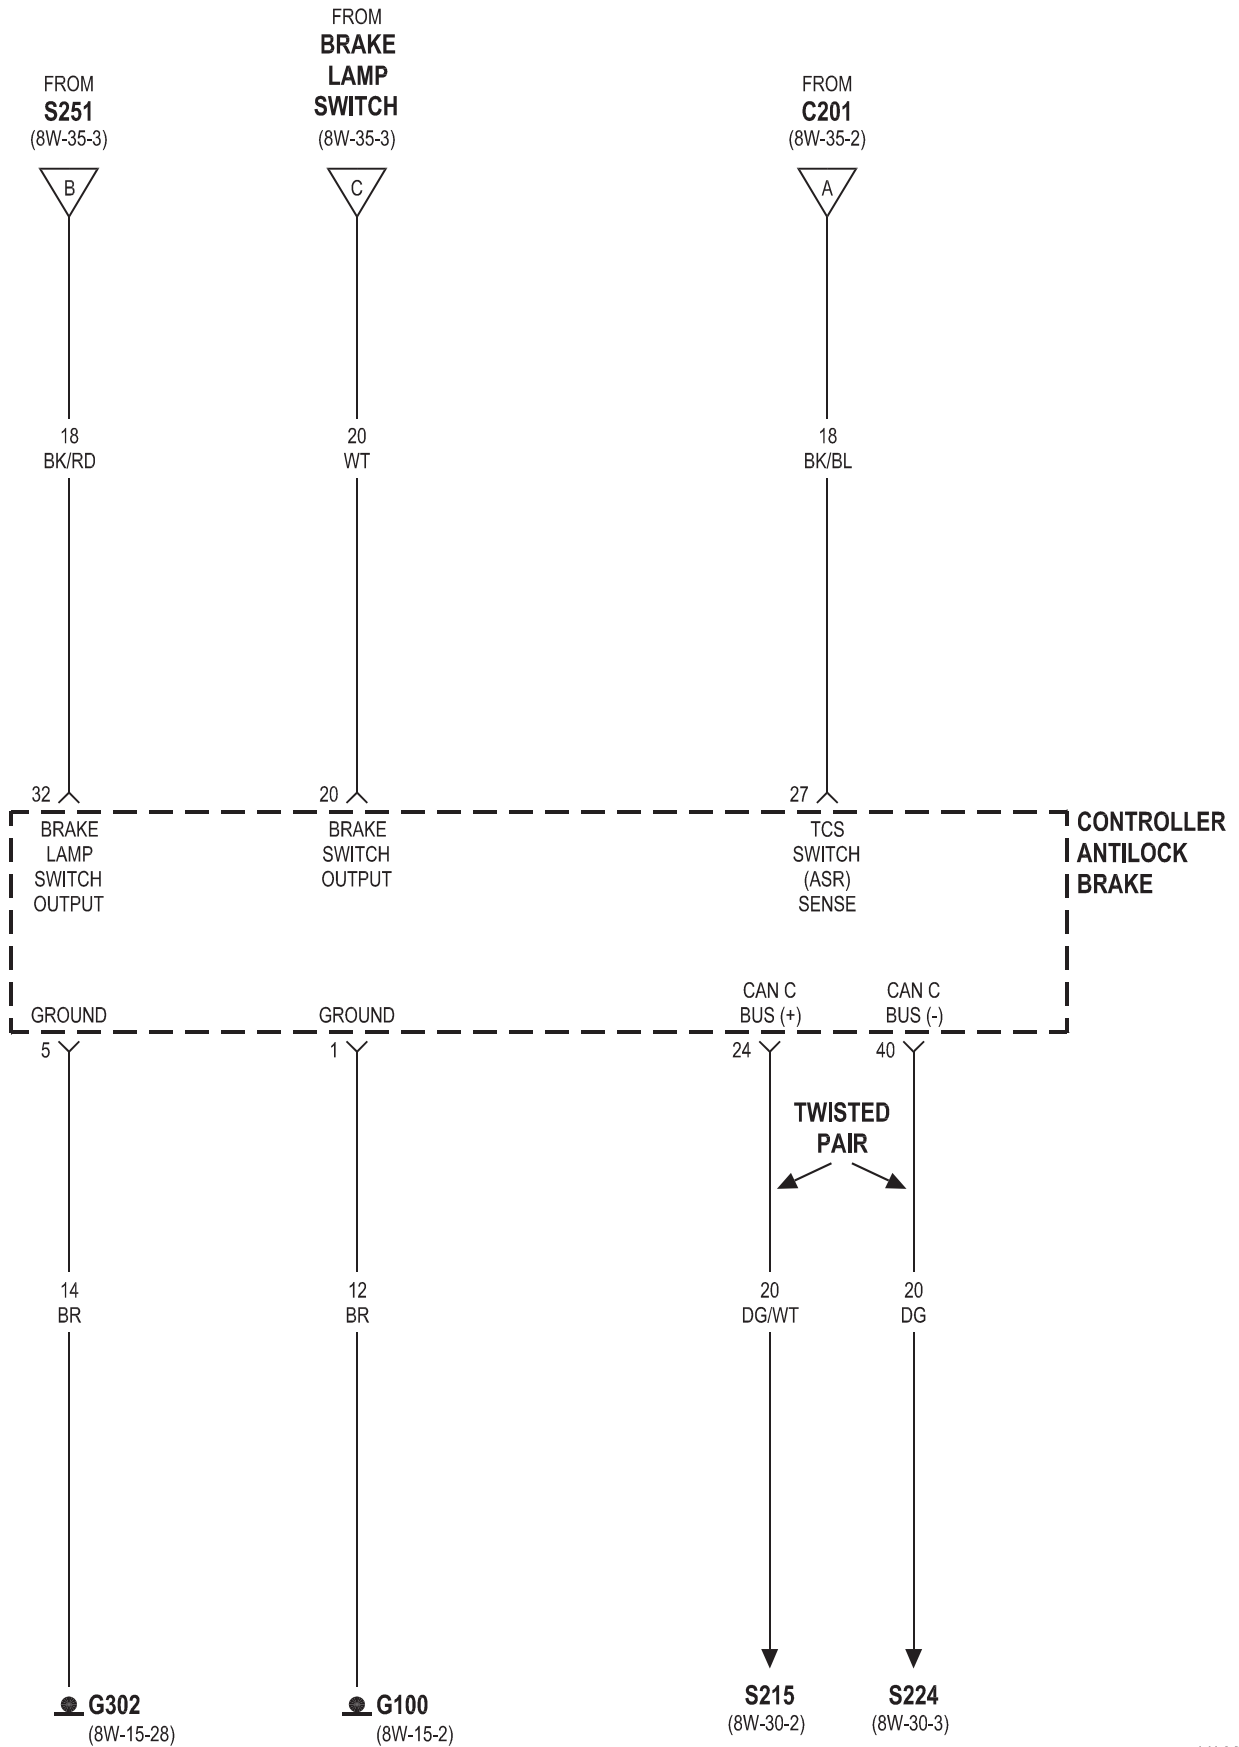 FROM
BRAKE
LAMP
SWITCH
(8W-35-3)
FROM
S251
(8W-35-3)
FROM
C201
(8W-35-2)
B
C
A
18
BK/RD
20
WT
18
BK/BL
32
20
27
BRAKE
LAMP
SWITCH
OUTPUT
BRAKE
SWITCH
OUTPUT
TCS
SWITCH
(ASR)
SENSE
CONTROLLER
ANTILOCK
BRAKE
GROUND
GROUND
CAN C
BUS (+)
CAN C
BUS (-)
5
1
24
40
TWISTED
PAIR
14
BR
12
BR
20
DG/WT
20
DG
G302
(8W-15-28)
G100
(8W-15-2)
S215
(8W-30-2)
S224
(8W-30-3)